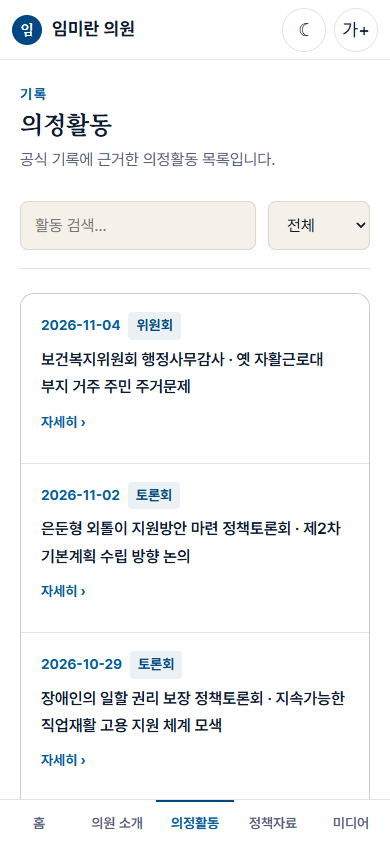 임 임미란 의원 ☾ 가+
기록
의정활동
공식 기록에 근거한 의정활동 목록입니다.
활동 검색... 전체
2026-11-04 위원회
보건복지위원회 행정사무감사 · 옛 자활근로대
부지 거주 주민 주거문제
자세히 ›
2026-11-02 토론회
은둔형 외톨이 지원방안 마련 정책토론회 · 제2차
기본계획 수립 방향 논의
자세히 ›
2026-10-29 토론회
장애인의 일할 권리 보장 정책토론회 · 지속가능한
직업재활 고용 지원 체계 모색
자세히 ›
홈 의원 소개 의정활동 정책자료 미디어